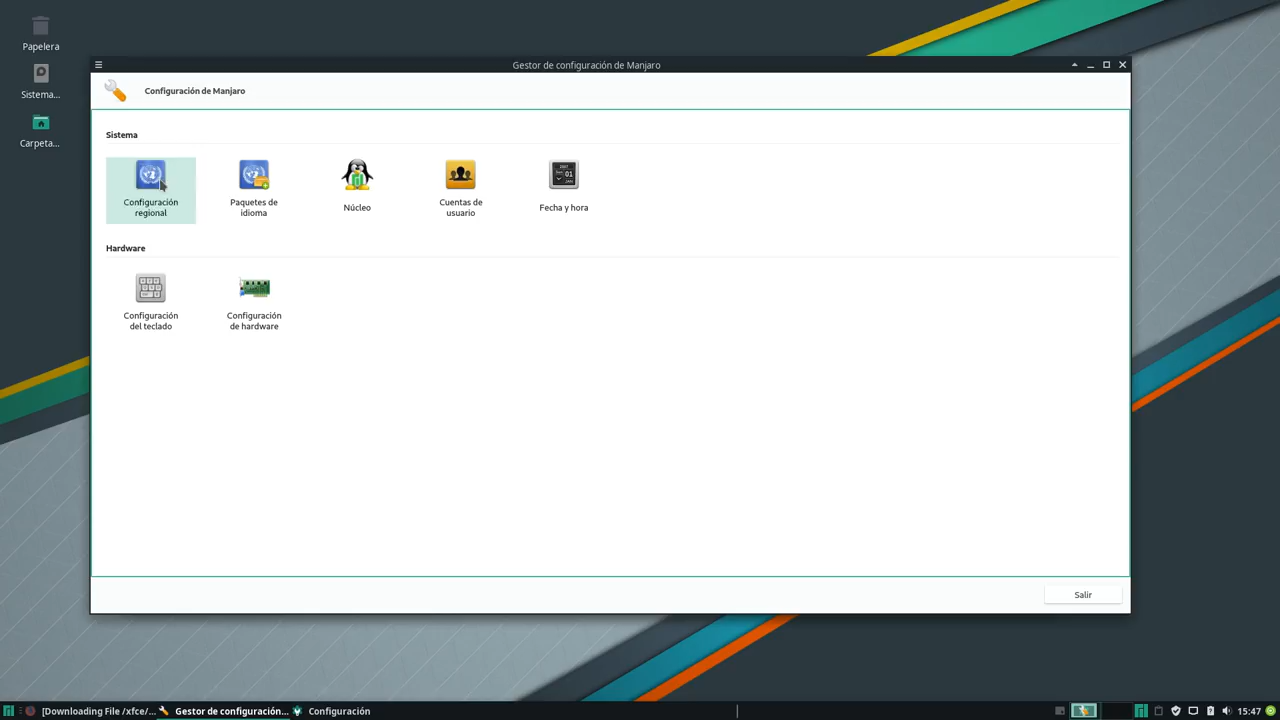 Papelera
Sistema...
Carpeta...
Gestor de configuración de Manjaro
Configuración de Manjaro
Sistema
Configuración
regional
Paquetes de
idioma
Núcleo
Cuentas de
usuario
Fecha y hora
Hardware
Configuración
del teclado
Configuración
de hardware
Salir
[Downloading File /xfce/...
Gestor de configuración...
Configuración
15:47